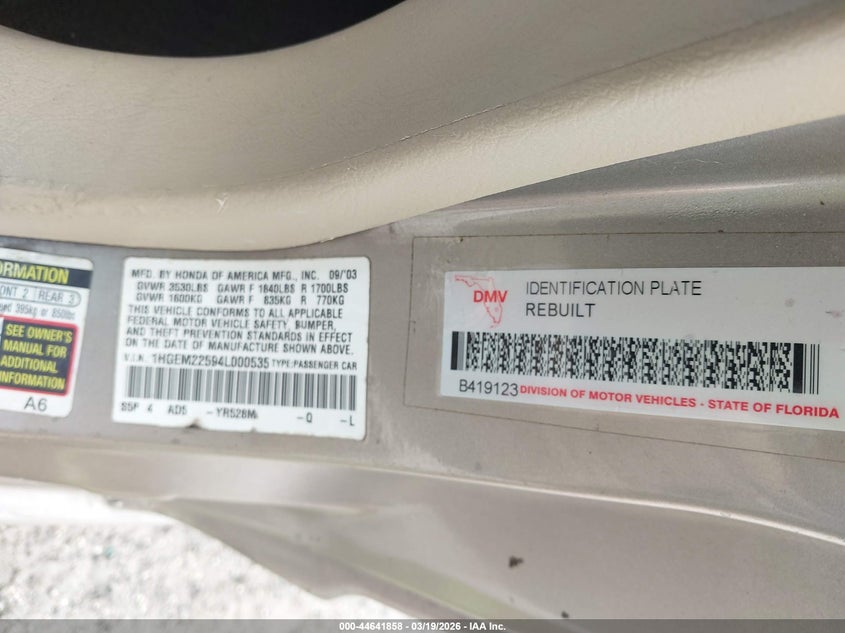 ORMATION
ONT 2 REAR 3
395kg or 850lbs
SEE OWNER'S
MANUAL FOR
ADDITIONAL
INFORMATION
A6
MFD. BY HONDA OF AMERICA MFG., INC. 09/03
GVWR 3530LBS GAWR F 1840LBS R 1700LBS
GVWR 1600KG GAWR F 835KG R 770KG
THIS VEHICLE CONFORMS TO ALL APPLICABLE
FEDERAL MOTOR VEHICLE SAFETY, BUMPER,
AND THEFT PREVENTION STANDARDS IN EFFECT
ON THE DATE OF MANUFACTURE SHOWN ABOVE.
V.I.N. 1HGEM22594L000535 TYPE:PASSENGER CAR
S5P 4 AD5 -YR528M -Q -L
DMV
IDENTIFICATION PLATE
REBUILT
B419123 DIVISION OF MOTOR VEHICLES - STATE OF FLORIDA
000-44641858 | 03/19/2026 - IAA Inc.